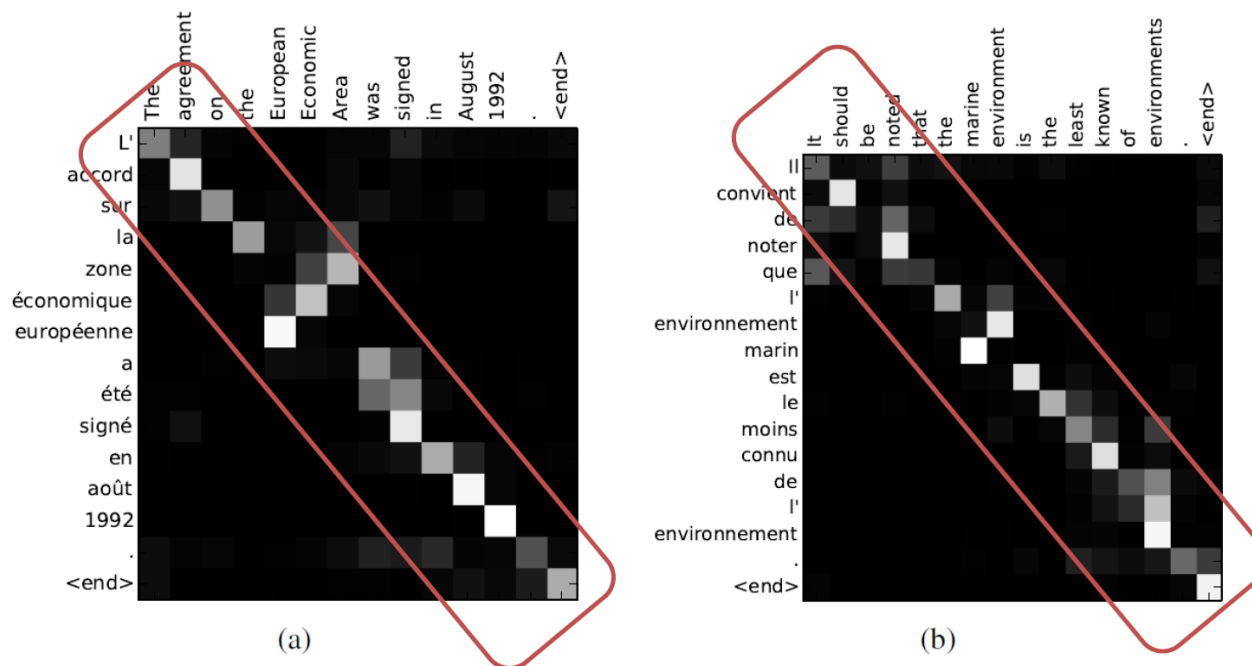 The agreement on the European Economic Area was signed in August 1992 . <end>
L'
accord
sur
la
zone
économique
européenne
a
été
signé
en
août
1992
.
<end>
(a)
It should be noted that the marine environment is the least known of environments . <end>
Il
convient
de
noter
que
l'
environnement
marin
est
le
moins
connu
de
l'
environnement
.
<end>
(b)